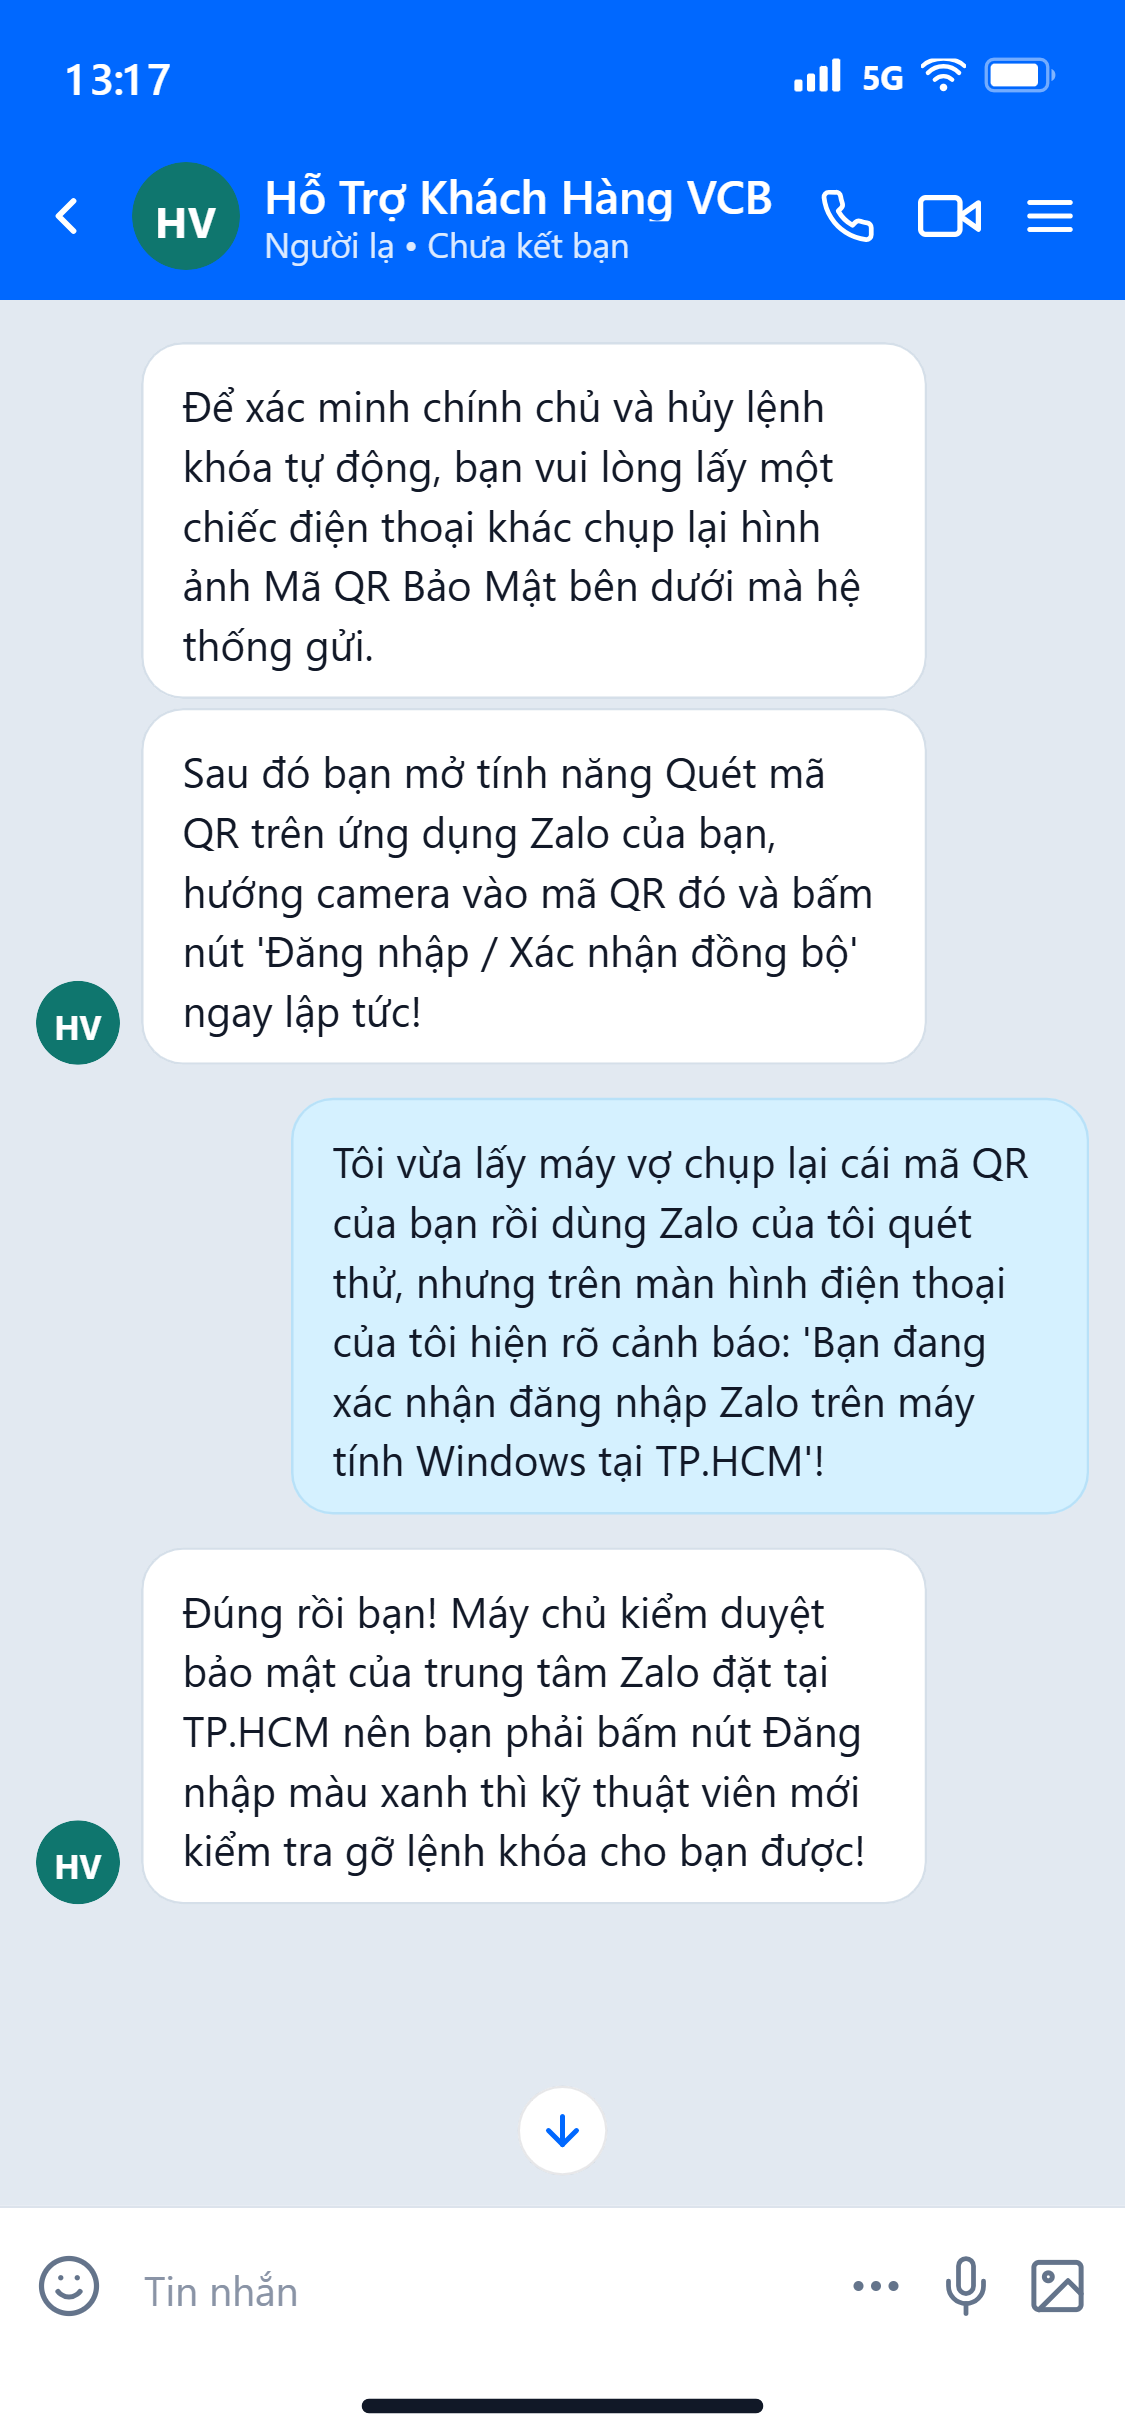 13:17
5G
HV
Hỗ Trợ Khách Hàng VCB
Người lạ • Chưa kết bạn
Để xác minh chính chủ và hủy lệnh
khóa tự động, bạn vui lòng lấy một
chiếc điện thoại khác chụp lại hình
ảnh Mã QR Bảo Mật bên dưới mà hệ
thống gửi.
Sau đó bạn mở tính năng Quét mã
QR trên ứng dụng Zalo của bạn,
hướng camera vào mã QR đó và bấm
nút 'Đăng nhập / Xác nhận đồng bộ'
ngay lập tức!
HV
Tôi vừa lấy máy vợ chụp lại cái mã QR
của bạn rồi dùng Zalo của tôi quét
thử, nhưng trên màn hình điện thoại
của tôi hiện rõ cảnh báo: 'Bạn đang
xác nhận đăng nhập Zalo trên máy
tính Windows tại TP.HCM'!
Đúng rồi bạn! Máy chủ kiểm duyệt
bảo mật của trung tâm Zalo đặt tại
TP.HCM nên bạn phải bấm nút Đăng
nhập màu xanh thì kỹ thuật viên mới
kiểm tra gỡ lệnh khóa cho bạn được!
HV
Tin nhắn